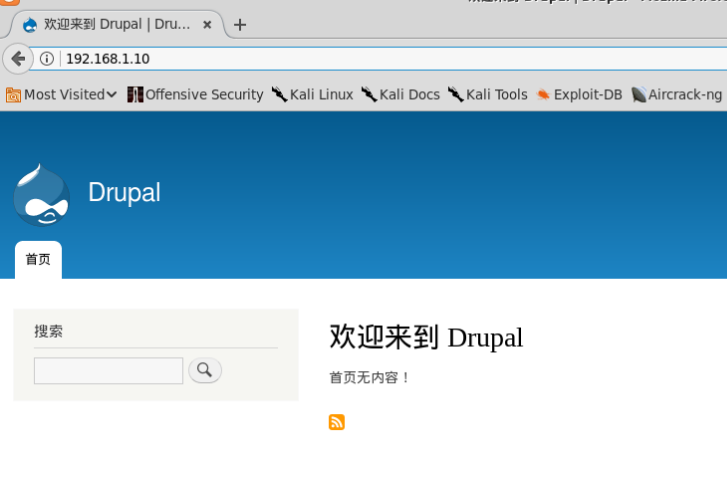 欢迎来到 Drupal | Dru...
192.168.1.10
Most Visited Offensive Security Kali Linux Kali Docs Kali Tools Exploit-DB Aircrack-ng
Drupal
首页
搜索
欢迎来到 Drupal
首页无内容！